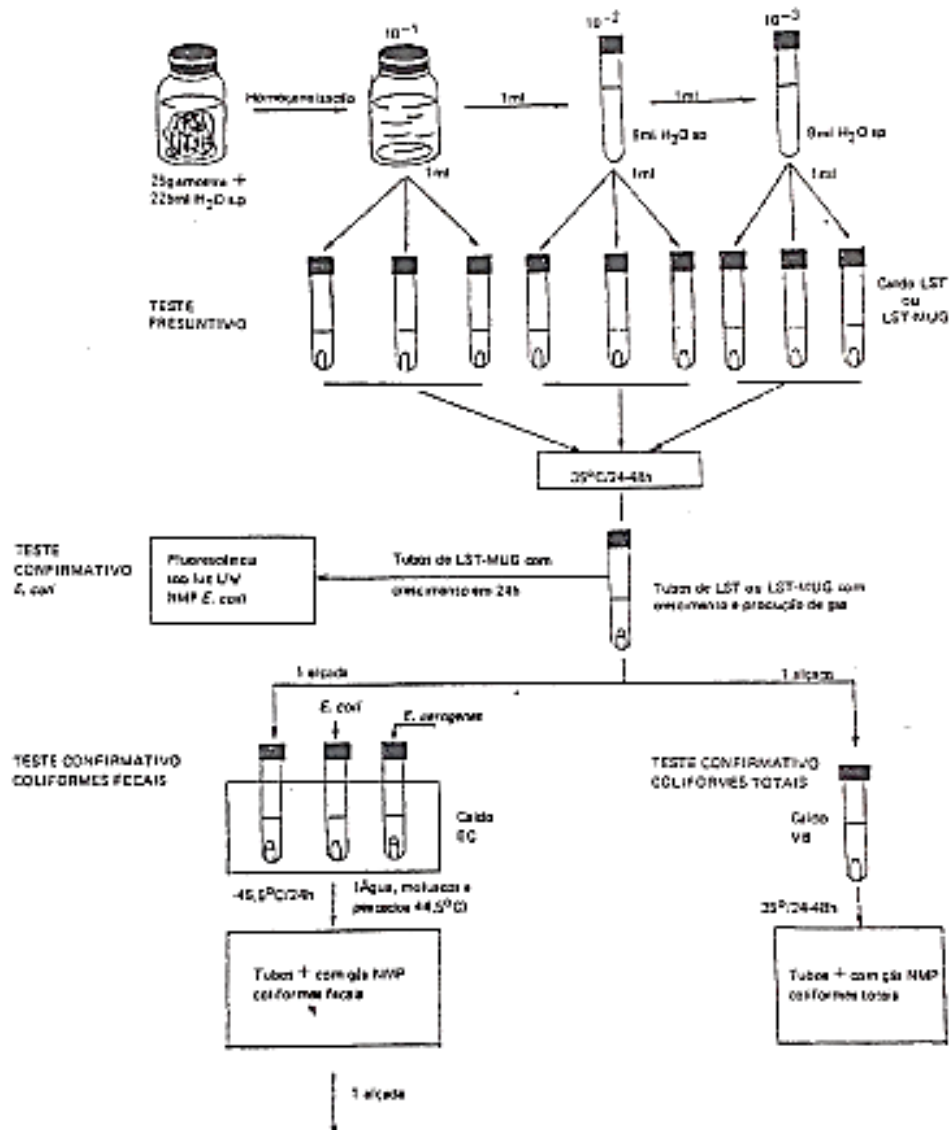 10⁻¹
10⁻²
10⁻³
Homogeneização
1ml
1ml
9ml H₂O sp
9ml H₂O sp
25g amostra +
225ml H₂O s.p
1ml
1ml
1ml
TESTE
PRESUNTIVO
Caldo LST
ou
LST-MUG
35ºC/24-48h
TESTE
CONFIRMATIVO
E. cori
Fluorescência
sob luz UV
NMP E. cori
Tubos de LST-MUG com
crescimento em 24h
Tubos de LST ou LST-MUG com
crescimento e produção de gás
1 alçada
1 alçada
E. cori
E. aerogenes
TESTE CONFIRMATIVO
COLIFORMES FECAIS
Caldo
EC
TESTE CONFIRMATIVO
COLIFORMES TOTAIS
Caldo
VB
45,5ºC/24h
(Água, moluscos e
pescados 44,5ºC)
35º/24-48h
Tubos + com gás NMP
coliformes fecais
Tubos + com gás NMP
coliformes totais
1 alçada